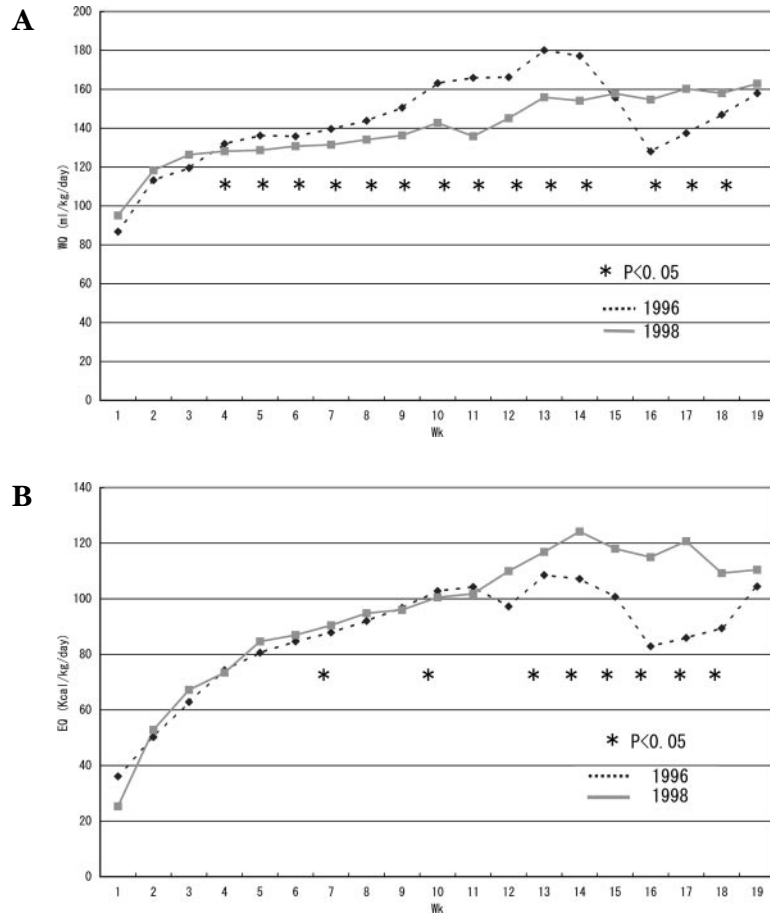 A
200
180
160
140
120
100
80
60
40
20
0
WQ (ml/kg/day)
* * * * * * * * * * * * * *
* P<0.05
1996
1998
1 2 3 4 5 6 7 8 9 10 11 12 13 14 15 16 17 18 19
Wk
B
140
120
100
80
60
40
20
0
EQ (Kcal/kg/day)
* * * * * * * *
* P<0.05
1996
1998
1 2 3 4 5 6 7 8 9 10 11 12 13 14 15 16 17 18 19
Wk